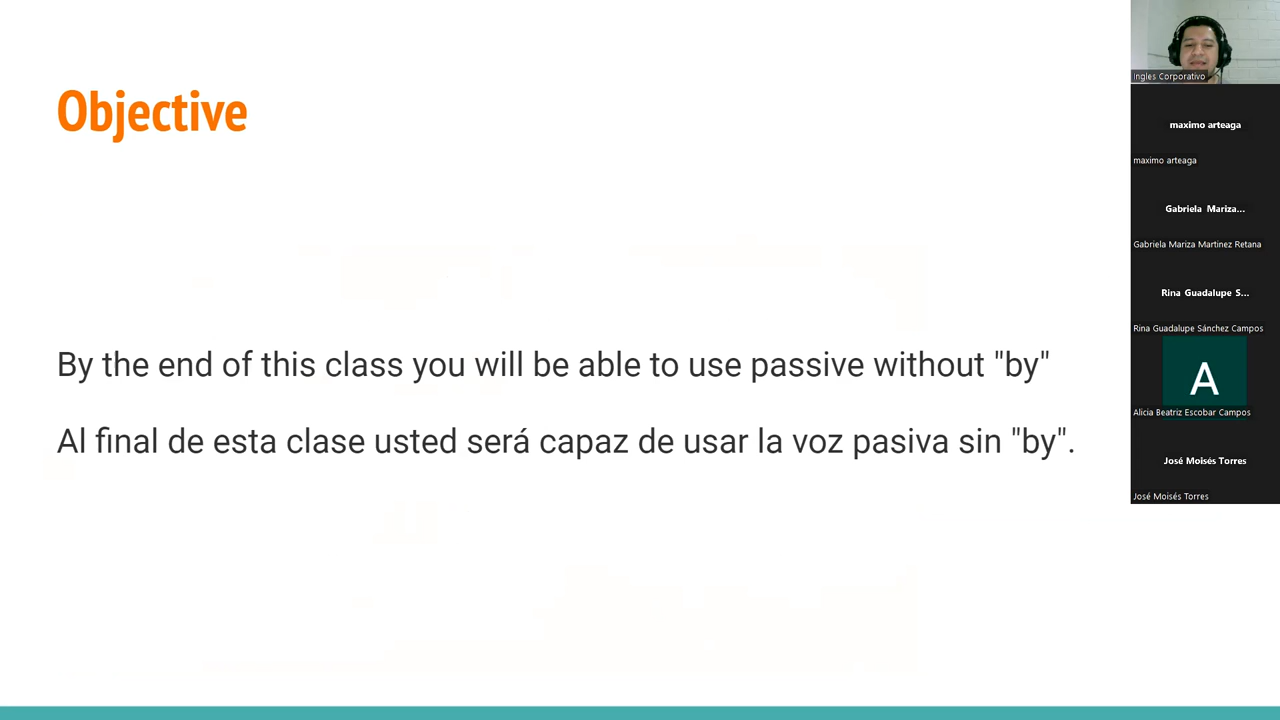 Objective
By the end of this class you will be able to use passive without "by"
Al final de esta clase usted será capaz de usar la voz pasiva sin "by".
Ingles Corporativo
maximo arteaga
maximo arteaga
Gabriela Mariza...
Gabriela Mariza Martinez Retana
Rina Guadalupe S...
Rina Guadalupe Sánchez Campos
A
Alicia Beatriz Escobar Campos
José Moisés Torres
José Moisés Torres